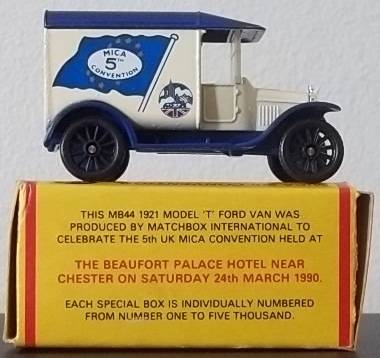 MICA
5TH
CONVENTION
THIS MB44 1921 MODEL 'T' FORD VAN WAS
PRODUCED BY MATCHBOX INTERNATIONAL TO
CELEBRATE THE 5th UK MICA CONVENTION HELD AT
THE BEAUFORT PALACE HOTEL NEAR
CHESTER ON SATURDAY 24th MARCH 1990.
EACH SPECIAL BOX IS INDIVIDUALLY NUMBERED
FROM NUMBER ONE TO FIVE THOUSAND.